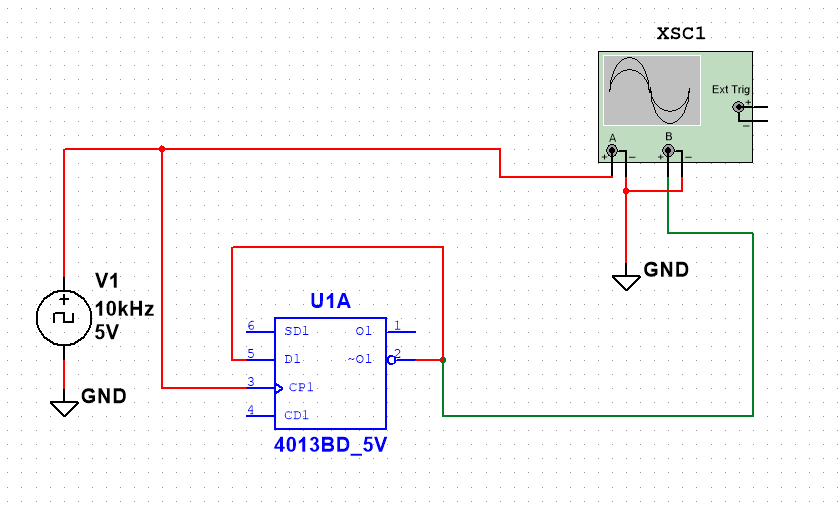 XSC1
Ext Trig
+
−
A
B
+
−
+
−
V1
+
10kHz
5V
GND
GND
U1A
6 SD1 O1 1
5 D1 ~O1 2
3 CP1
4 CD1
4013BD_5V